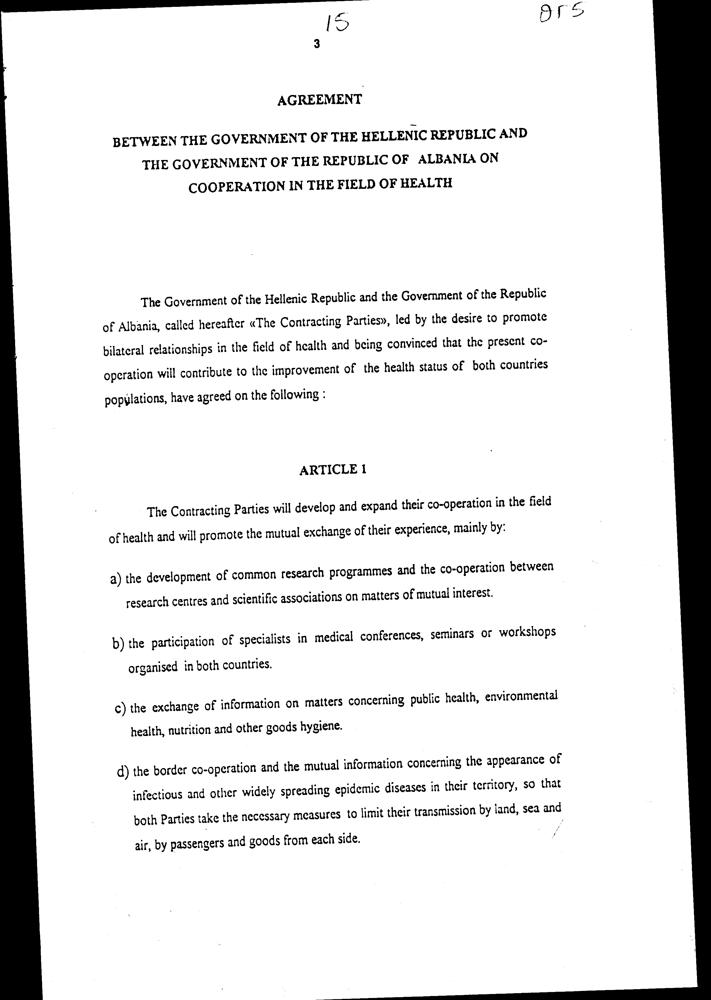 15
3
AGREEMENT
BETWEEN THE GOVERNMENT OF THE HELLENIC REPUBLIC AND
THE GOVERNMENT OF THE REPUBLIC OF ALBANIA ON
COOPERATION IN THE FIELD OF HEALTH
The Government of the Hellenic Republic and the Government of the Republic
of Albania, called hereafter «The Contracting Parties», led by the desire to promote
bilateral relationships in the field of health and being convinced that the present co-
operation will contribute to the improvement of the health status of both countries
populations, have agreed on the following :
ARTICLE 1
The Contracting Parties will develop and expand their co-operation in the field
of health and will promote the mutual exchange of their experience, mainly by:
a) the development of common research programmes and the co-operation between
research centres and scientific associations on matters of mutual interest.
b) the participation of specialists in medical conferences, seminars or workshops
organised in both countries.
c) the exchange of information on matters concerning public health, environmental
health, nutrition and other goods hygiene.
d) the border co-operation and the mutual information concerning the appearance of
infectious and other widely spreading epidemic diseases in their territory, so that
both Parties take the necessary measures to limit their transmission by land, sea and
air, by passengers and goods from each side.